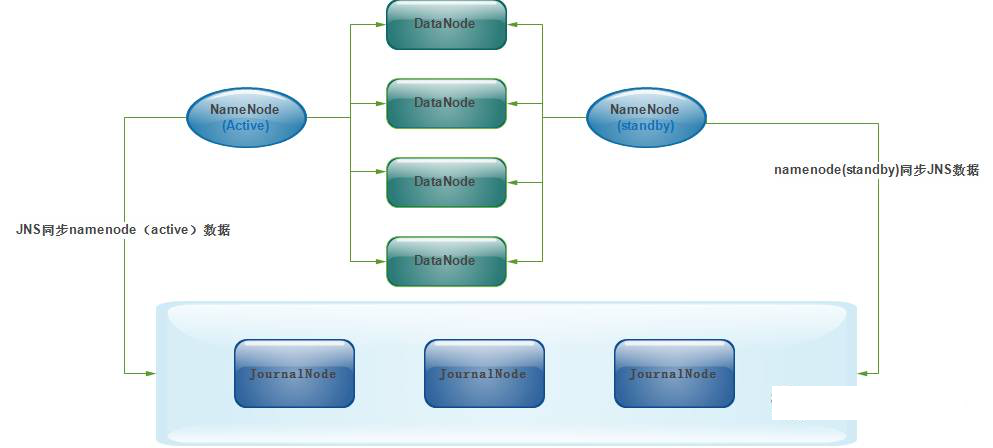 DataNode
DataNode
NameNode
(Active)
NameNode
(standby)
namenode(standby)同步JNS数据
DataNode
JNS同步namenode（active）数据
DataNode
JournalNode
JournalNode
JournalNode